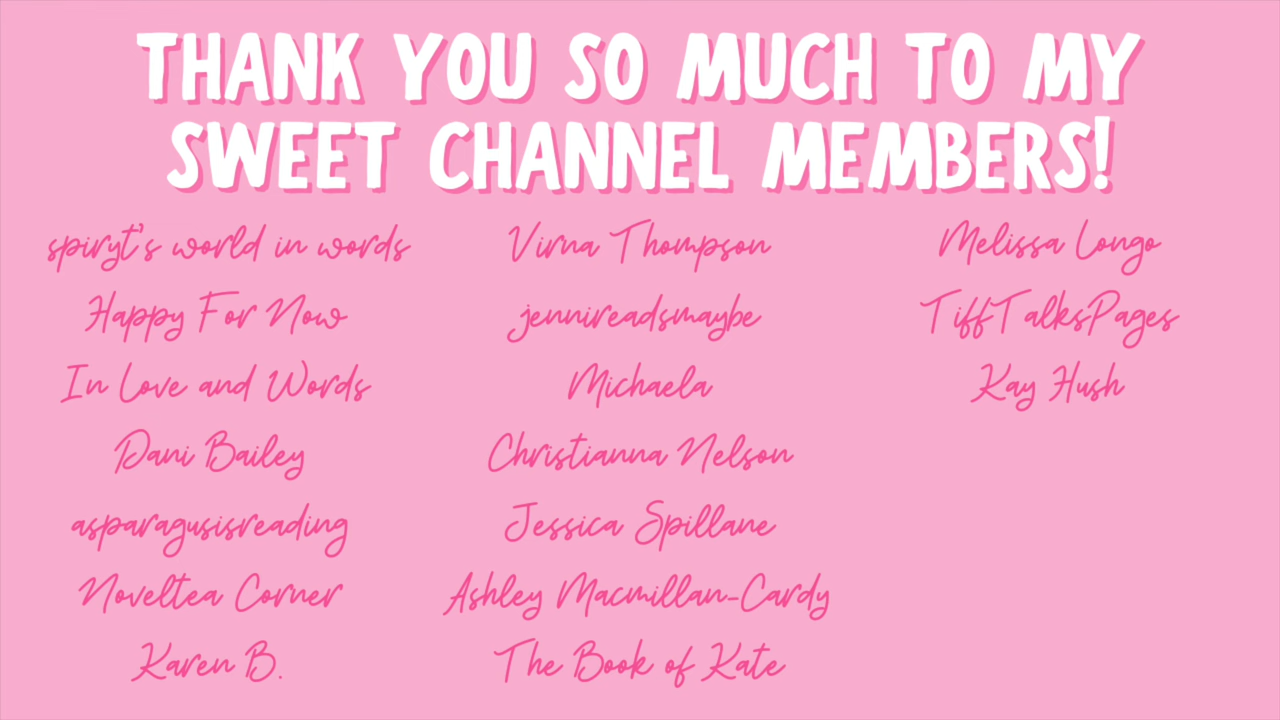 THANK YOU SO MUCH TO MY
SWEET CHANNEL MEMBERS!
spiryt's world in words
Happy For Now
In Love and Words
Dani Bailey
asparagusisreading
Noveltea Corner
Karen B.
Virna Thompson
jennireadsmaybe
Michaela
Christianna Nelson
Jessica Spillane
Ashley Macmillan-Cardy
The Book of Kate
Melissa Longo
TiffTalksPages
Kay Hush